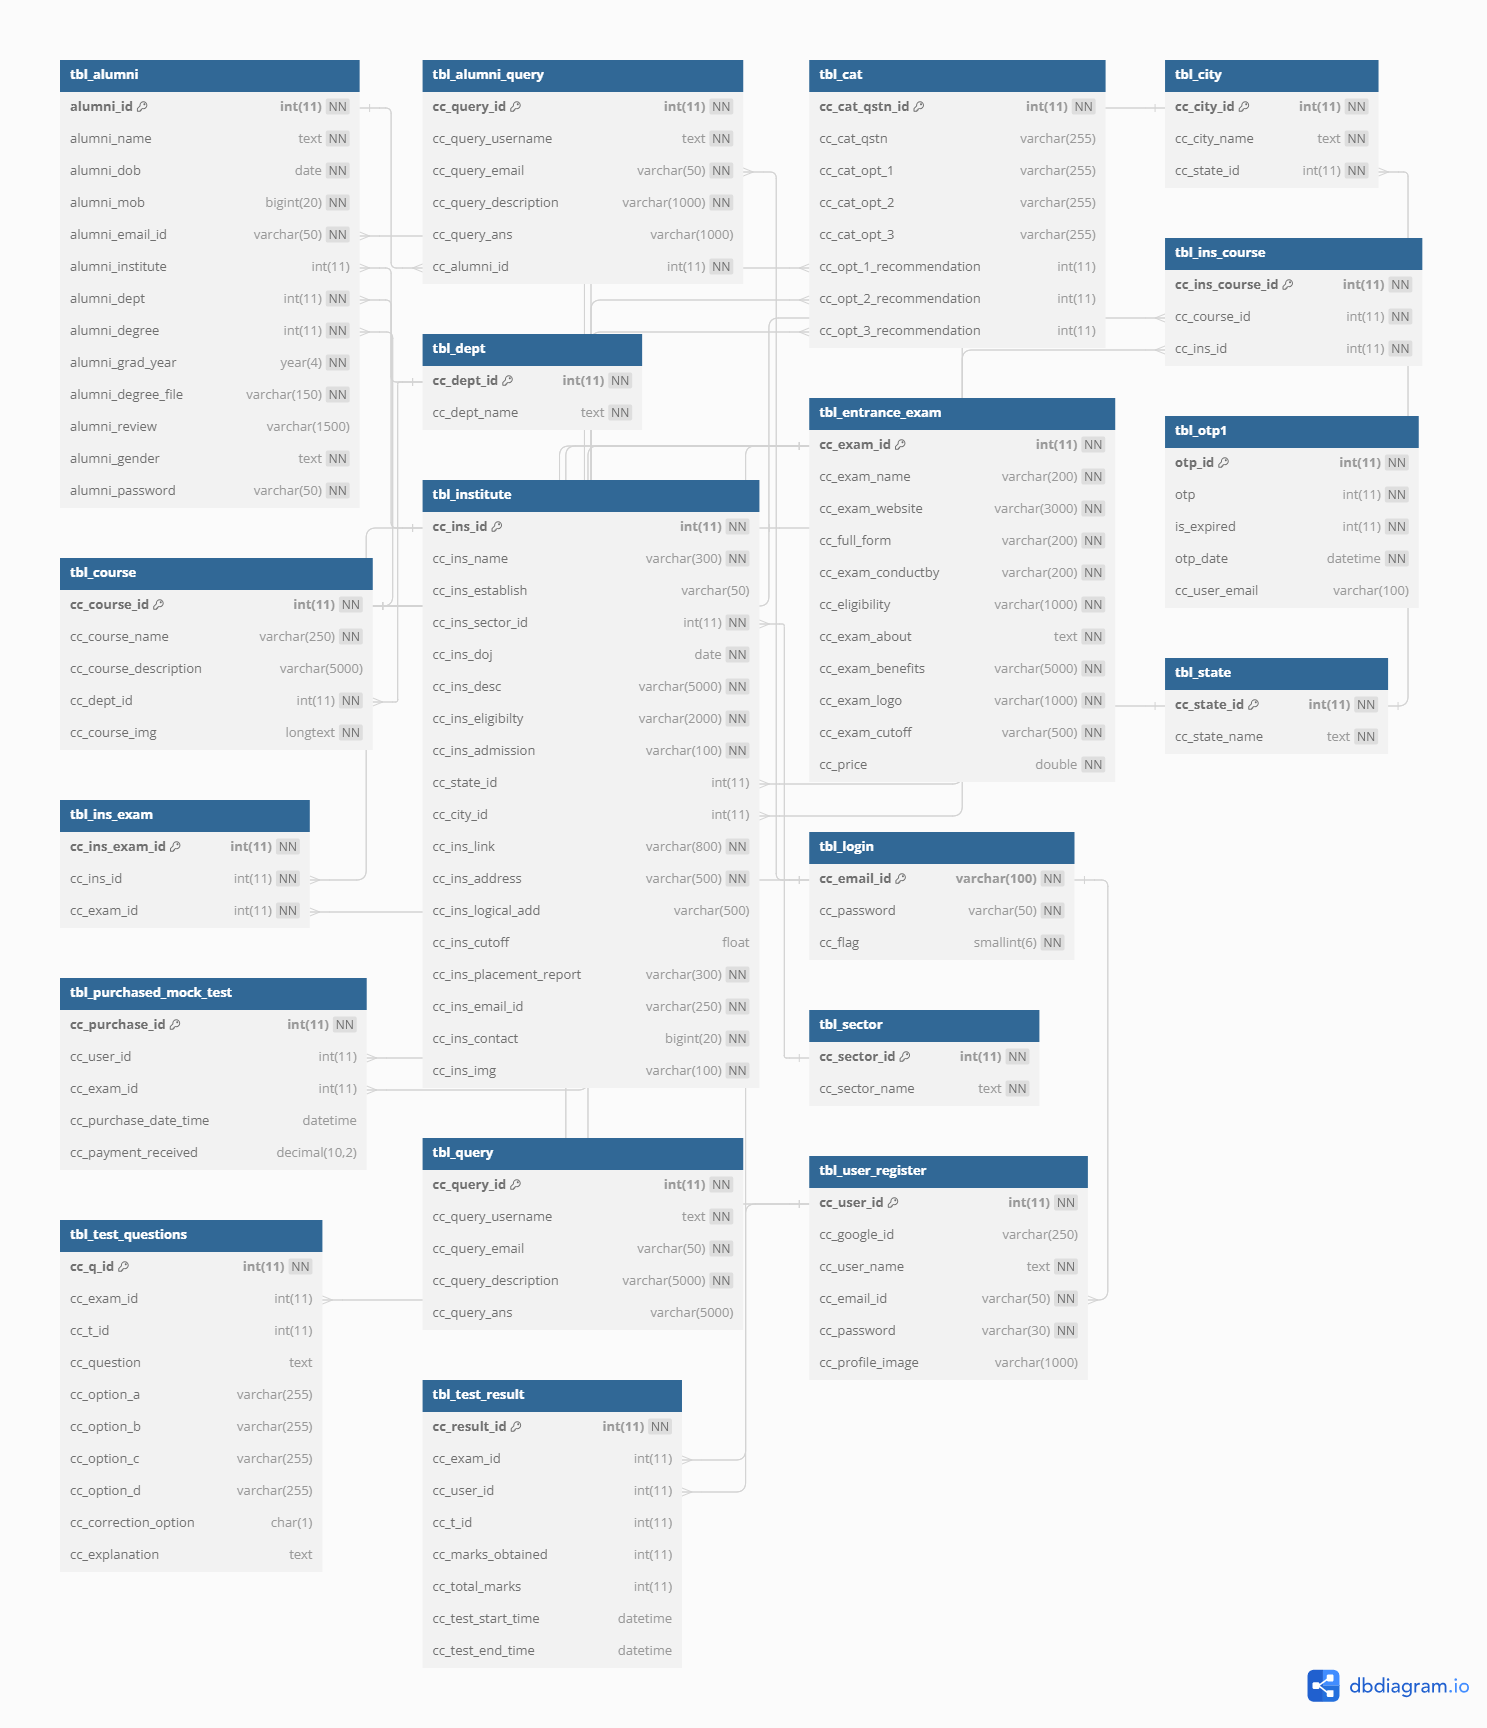 tbl_alumni
alumni_id int(11) NN
alumni_name text NN
alumni_dob date NN
alumni_mob bigint(20) NN
alumni_email_id varchar(50) NN
alumni_institute int(11)
alumni_dept int(11) NN
alumni_degree int(11) NN
alumni_grad_year year(4) NN
alumni_degree_file varchar(150) NN
alumni_review varchar(1500)
alumni_gender text NN
alumni_password varchar(50) NN
tbl_course
cc_course_id int(11) NN
cc_course_name varchar(250) NN
cc_course_description varchar(5000)
cc_dept_id int(11) NN
cc_course_img longtext NN
tbl_ins_exam
cc_ins_exam_id int(11) NN
cc_ins_id int(11) NN
cc_exam_id int(11) NN
tbl_purchased_mock_test
cc_purchase_id int(11) NN
cc_user_id int(11)
cc_exam_id int(11)
cc_purchase_date_time datetime
cc_payment_received decimal(10,2)
tbl_test_questions
cc_q_id int(11) NN
cc_exam_id int(11)
cc_t_id int(11)
cc_question text
cc_option_a varchar(255)
cc_option_b varchar(255)
cc_option_c varchar(255)
cc_option_d varchar(255)
cc_correction_option char(1)
cc_explanation text
tbl_alumni_query
cc_query_id int(11) NN
cc_query_username text NN
cc_query_email varchar(50) NN
cc_query_description varchar(1000) NN
cc_query_ans varchar(1000)
cc_alumni_id int(11) NN
tbl_dept
cc_dept_id int(11) NN
cc_dept_name text NN
tbl_institute
cc_ins_id int(11) NN
cc_ins_name varchar(300) NN
cc_ins_establish varchar(50)
cc_ins_sector_id int(11) NN
cc_ins_doj date NN
cc_ins_desc varchar(5000) NN
cc_ins_eligibilty varchar(2000) NN
cc_ins_admission varchar(100) NN
cc_state_id int(11)
cc_city_id int(11)
cc_ins_link varchar(800) NN
cc_ins_address varchar(500) NN
cc_ins_logical_add varchar(500)
cc_ins_cutoff float
cc_ins_placement_report varchar(300) NN
cc_ins_email_id varchar(250) NN
cc_ins_contact bigint(20) NN
cc_ins_img varchar(100) NN
tbl_query
cc_query_id int(11) NN
cc_query_username text NN
cc_query_email varchar(50) NN
cc_query_description varchar(5000) NN
cc_query_ans varchar(5000)
tbl_test_result
cc_result_id int(11) NN
cc_exam_id int(11)
cc_user_id int(11)
cc_t_id int(11)
cc_marks_obtained int(11)
cc_total_marks int(11)
cc_test_start_time datetime
cc_test_end_time datetime
tbl_cat
cc_cat_qstn_id int(11) NN
cc_cat_qstn varchar(255)
cc_cat_opt_1 varchar(255)
cc_cat_opt_2 varchar(255)
cc_cat_opt_3 varchar(255)
cc_opt_1_recommendation int(11)
cc_opt_2_recommendation int(11)
cc_opt_3_recommendation int(11)
tbl_entrance_exam
cc_exam_id int(11) NN
cc_exam_name varchar(200) NN
cc_exam_website varchar(3000) NN
cc_full_form varchar(200) NN
cc_exam_conductby varchar(200) NN
cc_eligibility varchar(1000) NN
cc_exam_about text NN
cc_exam_benefits varchar(5000) NN
cc_exam_logo varchar(1000) NN
cc_exam_cutoff varchar(500) NN
cc_price double NN
tbl_login
cc_email_id varchar(100) NN
cc_password varchar(50) NN
cc_flag smallint(6) NN
tbl_sector
cc_sector_id int(11) NN
cc_sector_name text NN
tbl_user_register
cc_user_id int(11) NN
cc_google_id varchar(250)
cc_user_name text NN
cc_email_id varchar(50) NN
cc_password varchar(30) NN
cc_profile_image varchar(1000)
tbl_city
cc_city_id int(11) NN
cc_city_name text NN
cc_state_id int(11) NN
tbl_ins_course
cc_ins_course_id int(11) NN
cc_course_id int(11) NN
cc_ins_id int(11) NN
tbl_otp1
otp_id int(11) NN
otp int(11) NN
is_expired int(11) NN
otp_date datetime NN
cc_user_email varchar(100)
tbl_state
cc_state_id int(11) NN
cc_state_name text NN
dbdiagram.io